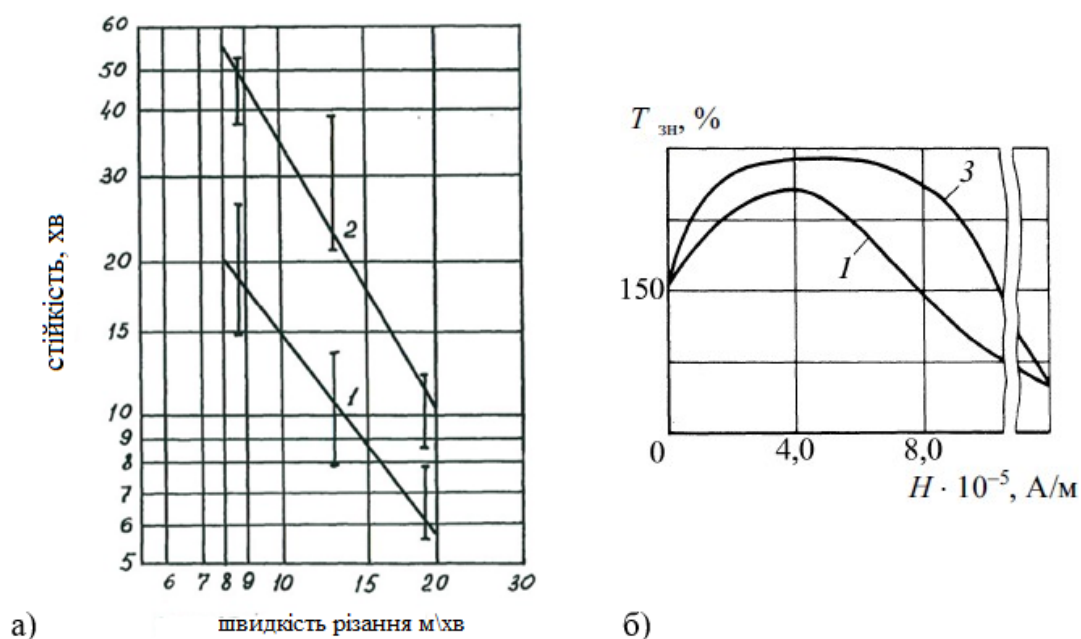 60
50
40
30
20
15
10
9
8
7
6
5
стійкість, хв
2
1
6 7 8 9 10 15 20 30
швидкість різання м\хв
а)
T зн, %
3
1
150
0 4,0 8,0
H · 10⁻⁵, А/м
б)